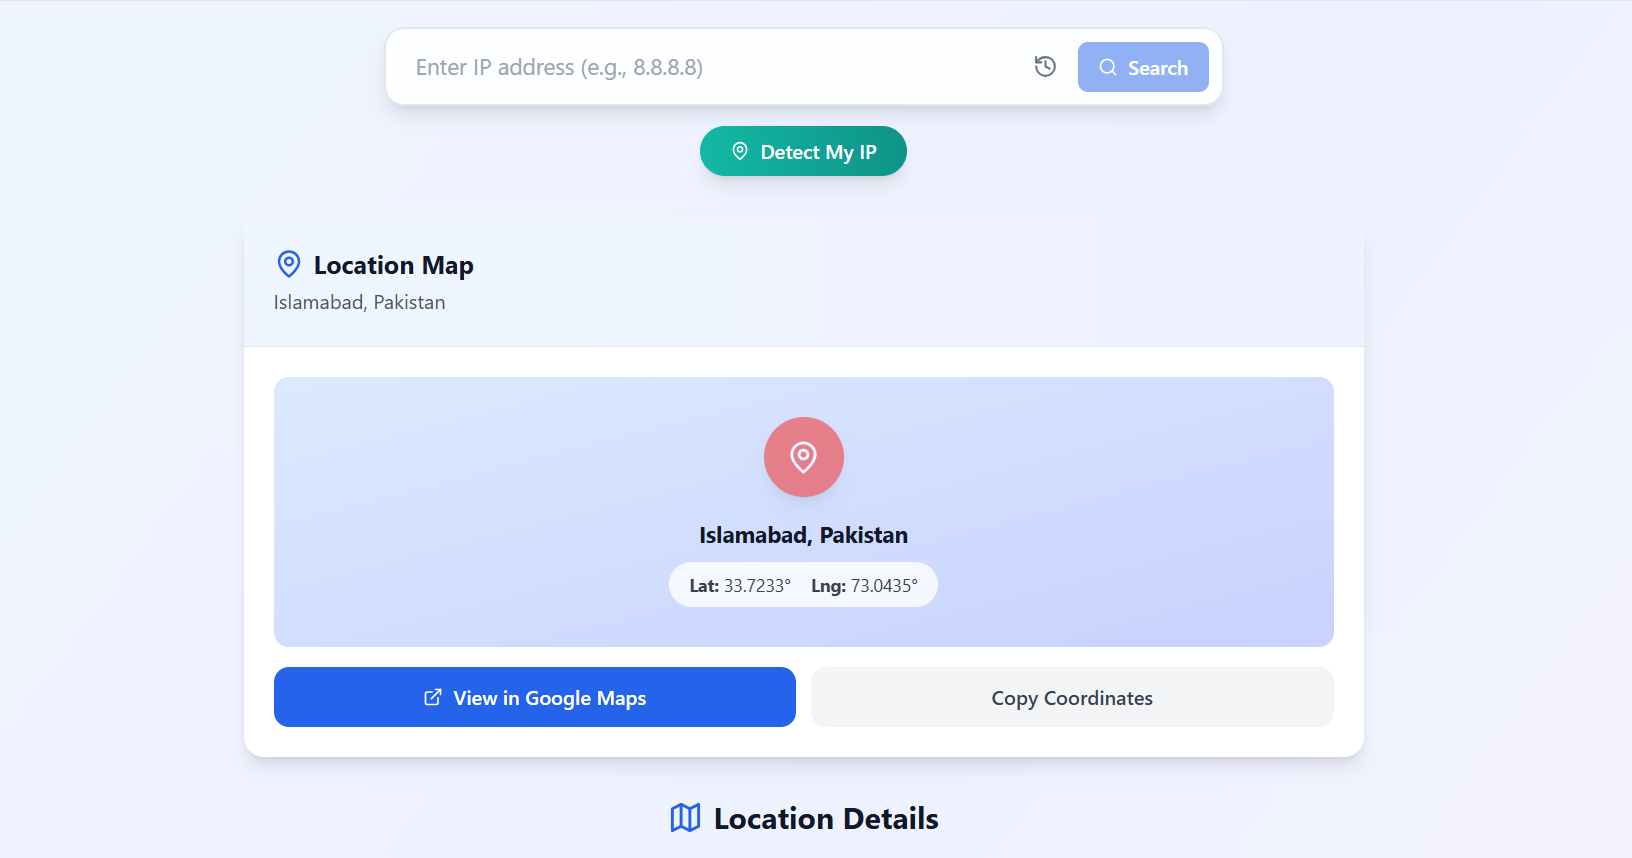 Enter IP address (e.g., 8.8.8.8)
Search
Detect My IP
Location Map
Islamabad, Pakistan
Islamabad, Pakistan
Lat: 33.7233° Lng: 73.0435°
View in Google Maps
Copy Coordinates
Location Details